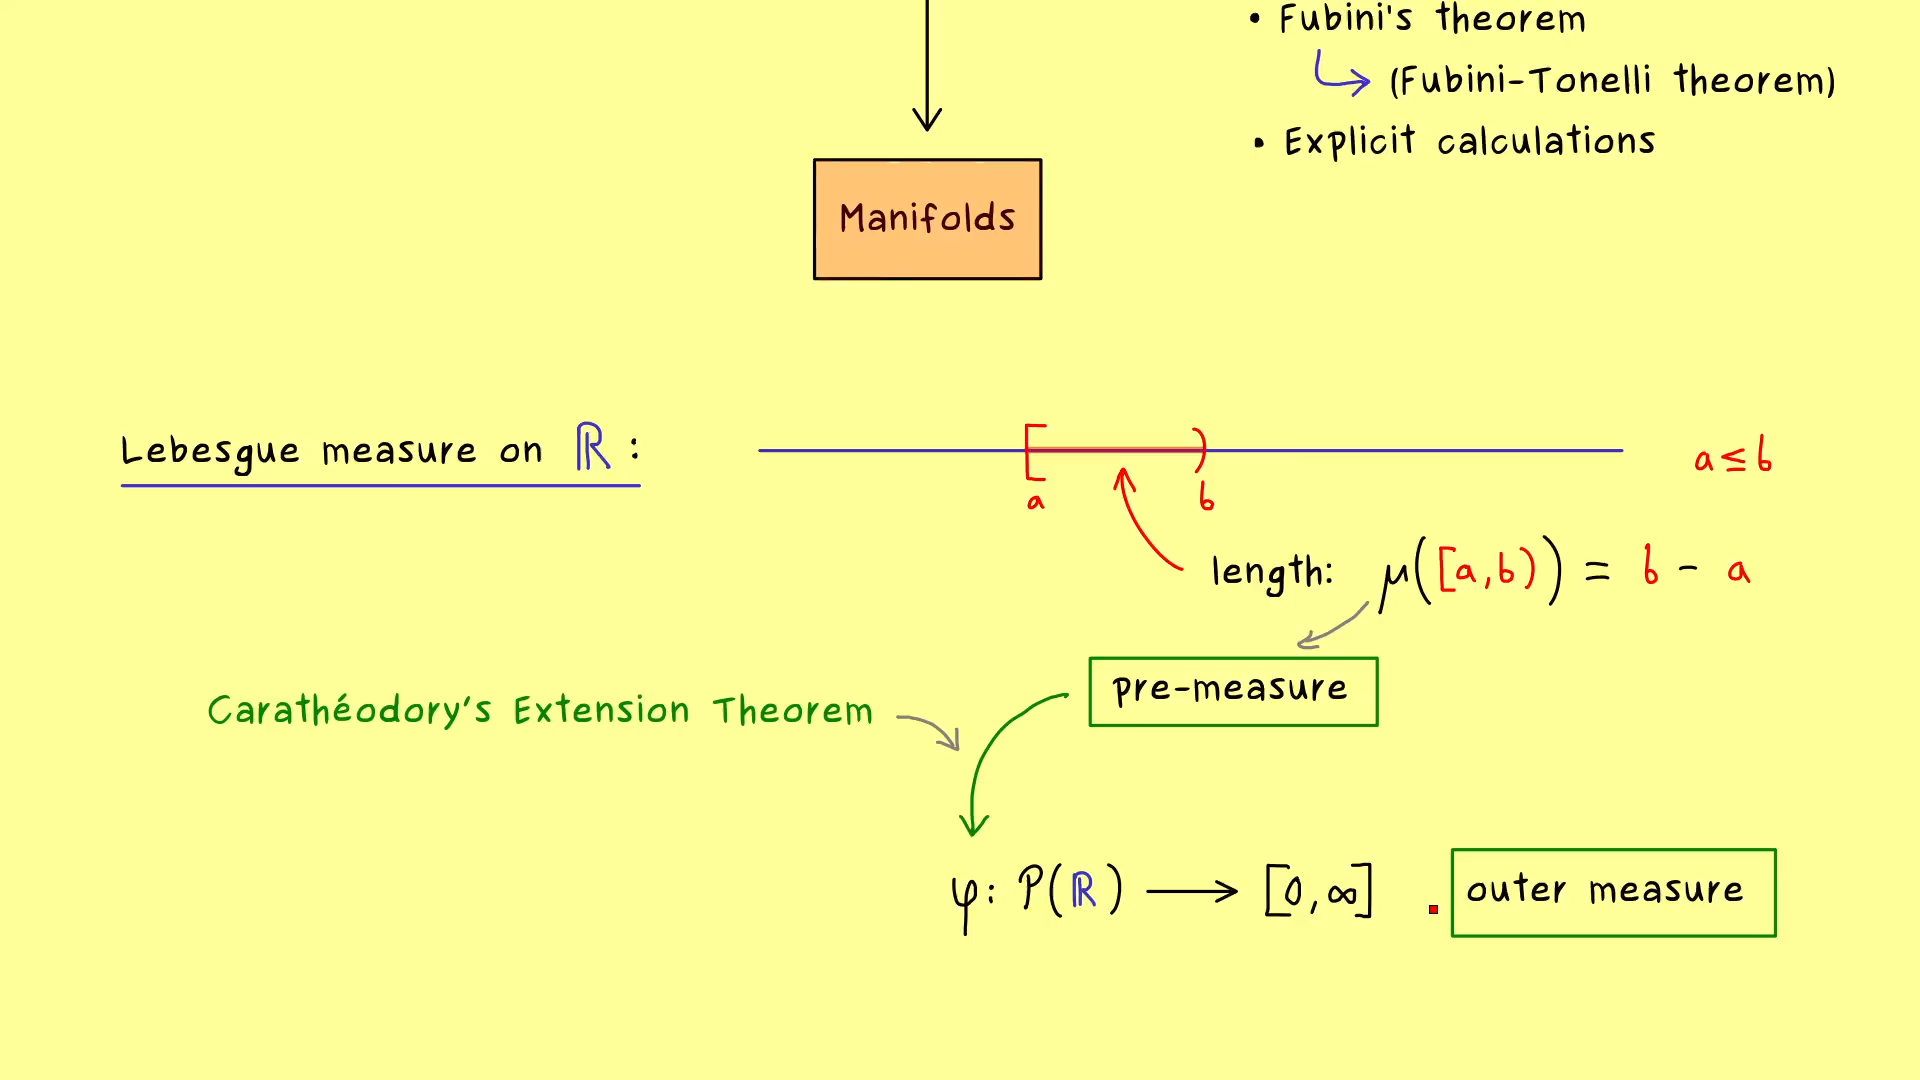 • Fubini's theorem
(Fubini-Tonelli theorem)
• Explicit calculations
Manifolds
Lebesgue measure on ℝ :
a ≤ b
a b
length: μ([a,b)) = b - a
pre-measure
Carathéodory's Extension Theorem
φ: P(ℝ) ⟶ [0,∞]
outer measure